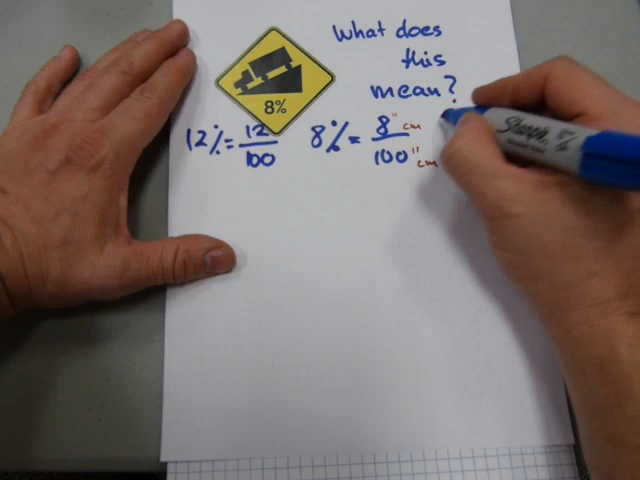 What does
this
mean?
8%
12% = 12/100
8% = 8" cm/100" cm
Sharpie